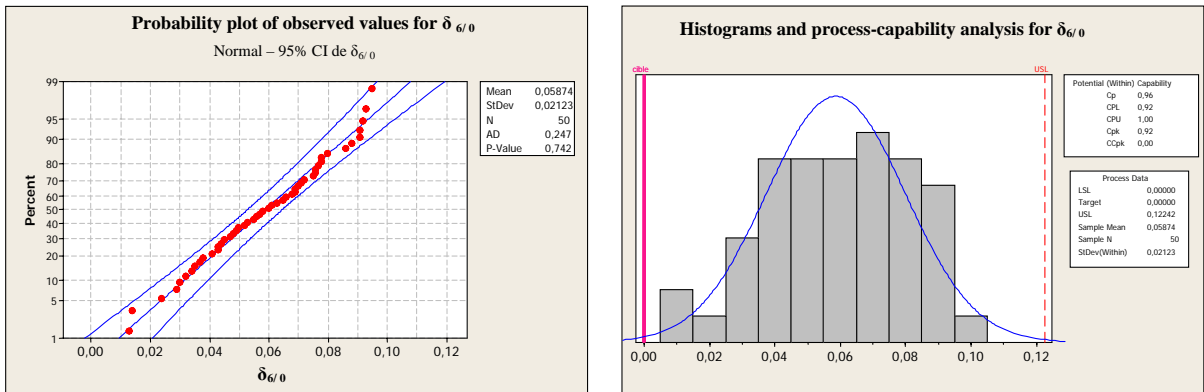 Probability plot of observed values for δ 6/ 0
Normal – 95% CI de δ6/ 0
99
95
90
80
70
60
50
40
30
20
10
5
1
Percent
0,00 0,02 0,04 0,06 0,08 0,10 0,12
δ6/ 0
Mean 0,05874
StDev 0,02123
N 50
AD 0,247
P-Value 0,742
Histograms and process-capability analysis for δ6/0
cible
USL
0,00 0,02 0,04 0,06 0,08 0,10 0,12
Potential (Within) Capability
Cp 0,96
CPL 0,92
CPU 1,00
Cpk 0,92
CCpk 0,00
Process Data
LSL 0,00000
Target 0,00000
USL 0,12242
Sample Mean 0,05874
Sample N 50
StDev(Within) 0,02123